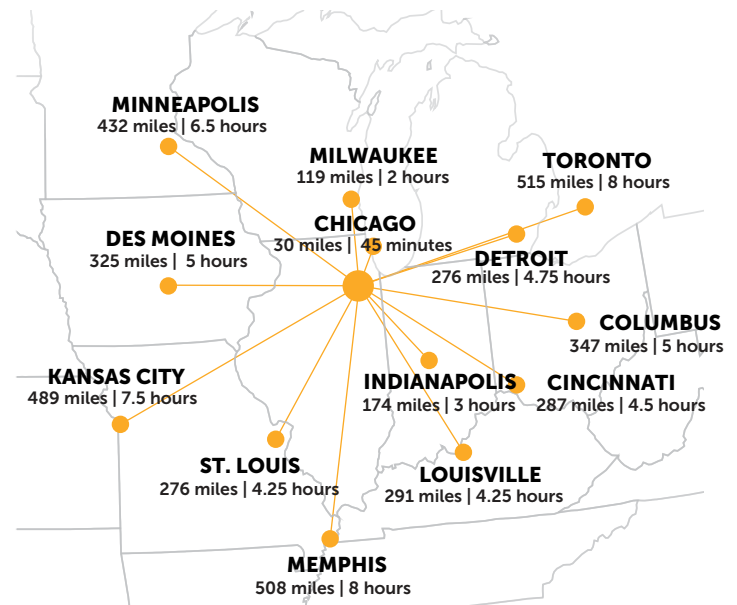 MINNEAPOLIS
432 miles | 6.5 hours
MILWAUKEE
119 miles | 2 hours
TORONTO
515 miles | 8 hours
CHICAGO
30 miles | 45 minutes
DES MOINES
325 miles | 5 hours
DETROIT
276 miles | 4.75 hours
COLUMBUS
347 miles | 5 hours
KANSAS CITY
489 miles | 7.5 hours
INDIANAPOLIS
174 miles | 3 hours
CINCINNATI
287 miles | 4.5 hours
ST. LOUIS
276 miles | 4.25 hours
LOUISVILLE
291 miles | 4.25 hours
MEMPHIS
508 miles | 8 hours